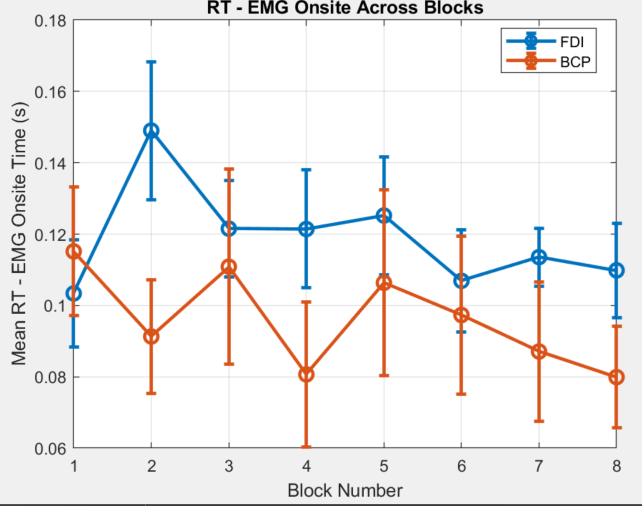 RT - EMG Onsite Across Blocks
0.18
0.16
0.14
0.12
0.1
0.08
0.06
Mean RT - EMG Onsite Time (s)
FDI
BCP
1 2 3 4 5 6 7 8
Block Number